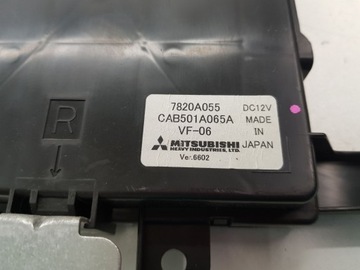 7820A055 DC12V
CAB501A065A MADE
VF-06 IN
MITSUBISHI JAPAN
HEAVY INDUSTRIES, LTD.
Ver.6602
R